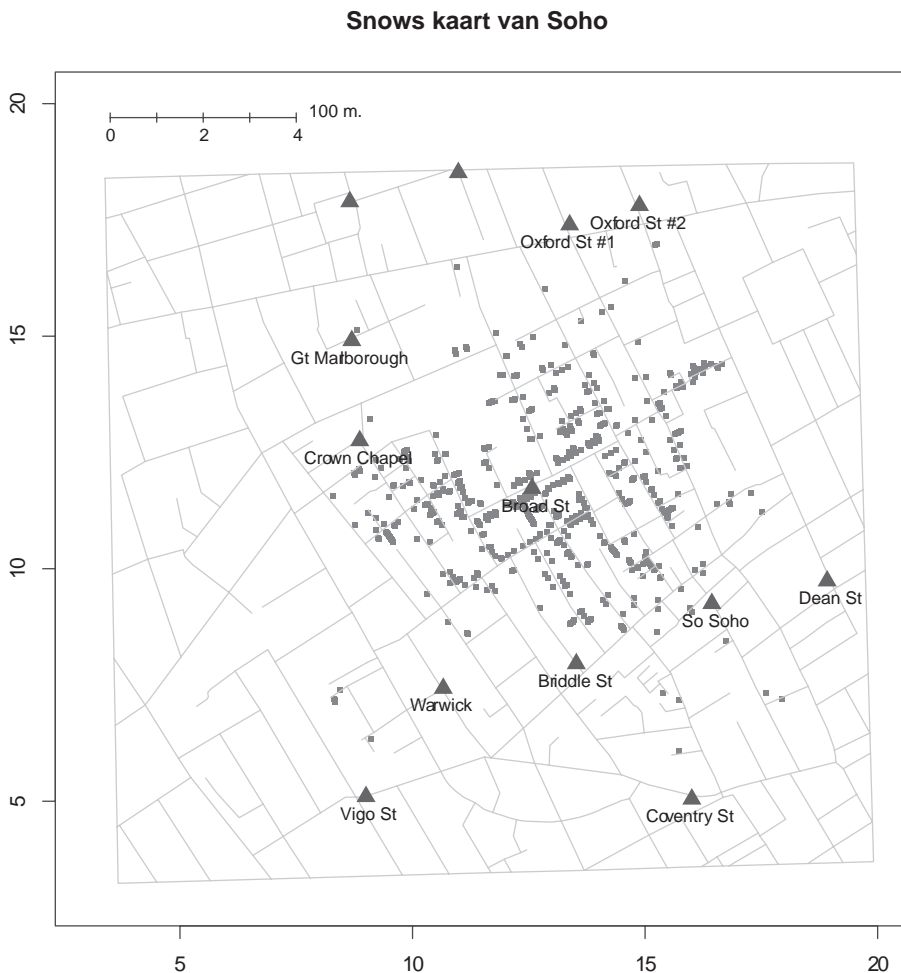 Snows kaart van Soho
20
100 m.
0 2 4
Oxford St #2
Oxford St #1
15
Gt Marlborough
Crown Chapel
Broad St
10
Dean St
So Soho
Briddle St
Warwick
5
Vigo St
Coventry St
5 10 15 20